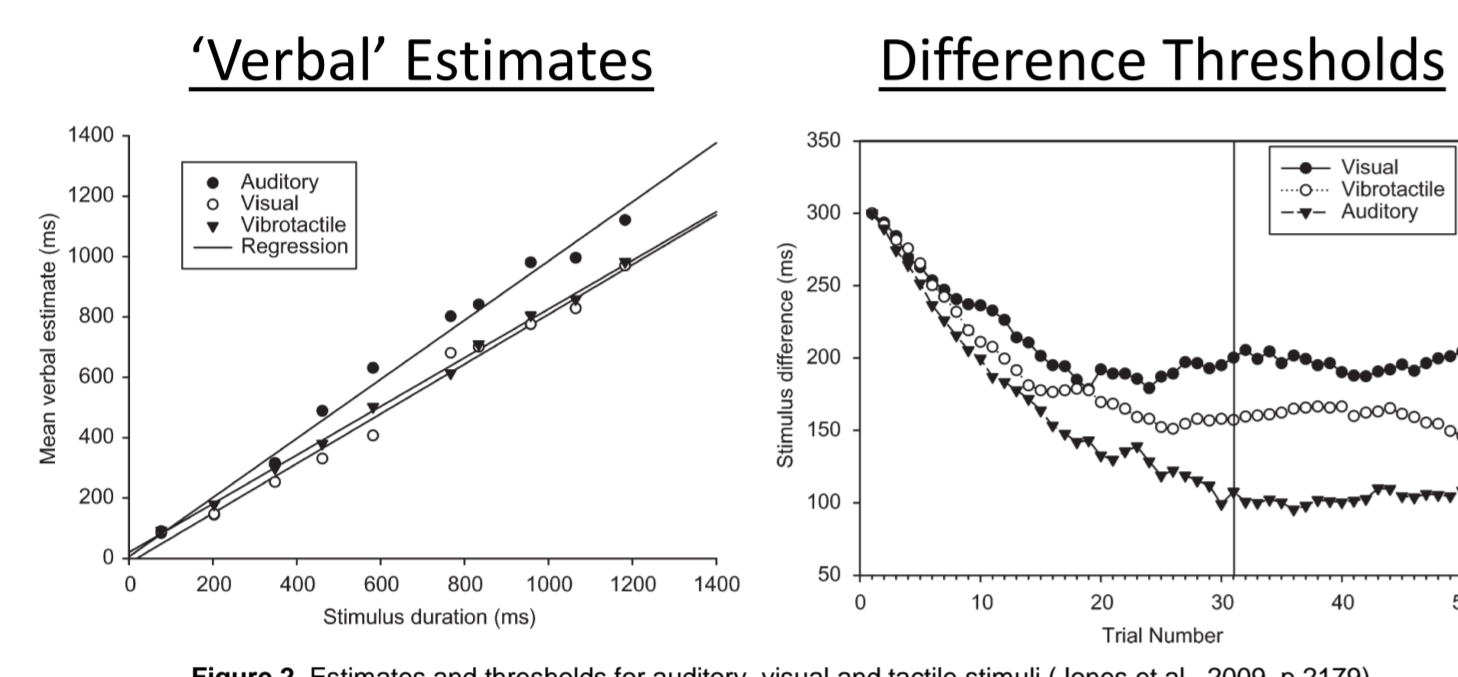 ‘Verbal’ Estimates
1400
1200
1000
800
600
400
200
0
Mean verbal estimate (ms)
Auditory
Visual
Vibrotactile
Regression
0 200 400 600 800 1000 1200 1400
Stimulus duration (ms)
Difference Thresholds
350
300
250
200
150
100
50
Stimulus difference (ms)
Visual
Vibrotactile
Auditory
0 10 20 30 40 5
Trial Number
Figure 2. Estimates and thresholds for auditory, visual and tactile stimuli (Jones et al., 2009, p.2179)